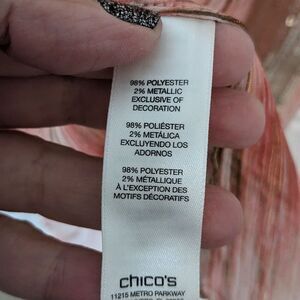 98% POLYESTER
2% METALLIC
EXCLUSIVE OF
DECORATION
98% POLIÉSTER
2% METÁLICA
EXCLUYENDO LOS
ADORNOS
98% POLYESTER
2% MÉTALLIQUE
À L'EXCEPTION DES
MOTIFS DÉCORATIFS
chico's
11215 METRO PARKWAY